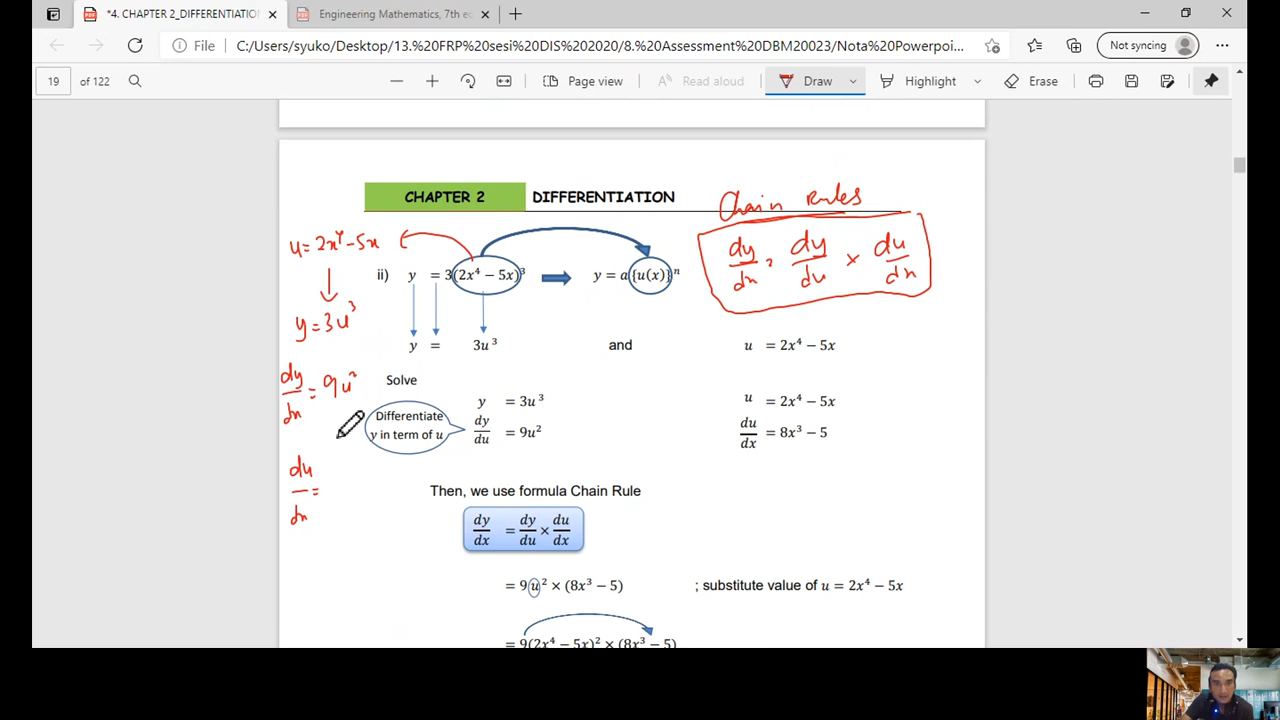 *4. CHAPTER 2_DIFFERENTIATIO
Engineering Mathematics, 7th e
File
C:/Users/syuko/Desktop/13.%20FRP%20sesi%20DIS%202020/8.%20Assessment%20DBM20023/Nota%20Powerpoi...
Not syncing
19 of 122
Page view
Read aloud
Draw
Highlight
Erase
CHAPTER 2 DIFFERENTIATION
Chain Rules
dy/dx = dy/du × du/dx
u = 2x⁴ – 5x
ii) y = 3(2x⁴ − 5x)³ y = a{u(x)}ⁿ
y = 3u³
y = 3u³ and u = 2x⁴ − 5x
dy/dx = 9u²
Solve
y = 3u³ u = 2x⁴ − 5x
Differentiate
y in term of u
dy/du = 9u² du/dx = 8x³ − 5
du/dx =
Then, we use formula Chain Rule
dy/dx = dy/du × du/dx
= 9u² × (8x³ − 5) ; substitute value of u = 2x⁴ − 5x
= 9(2x⁴ − 5x)² × (8x³ − 5)